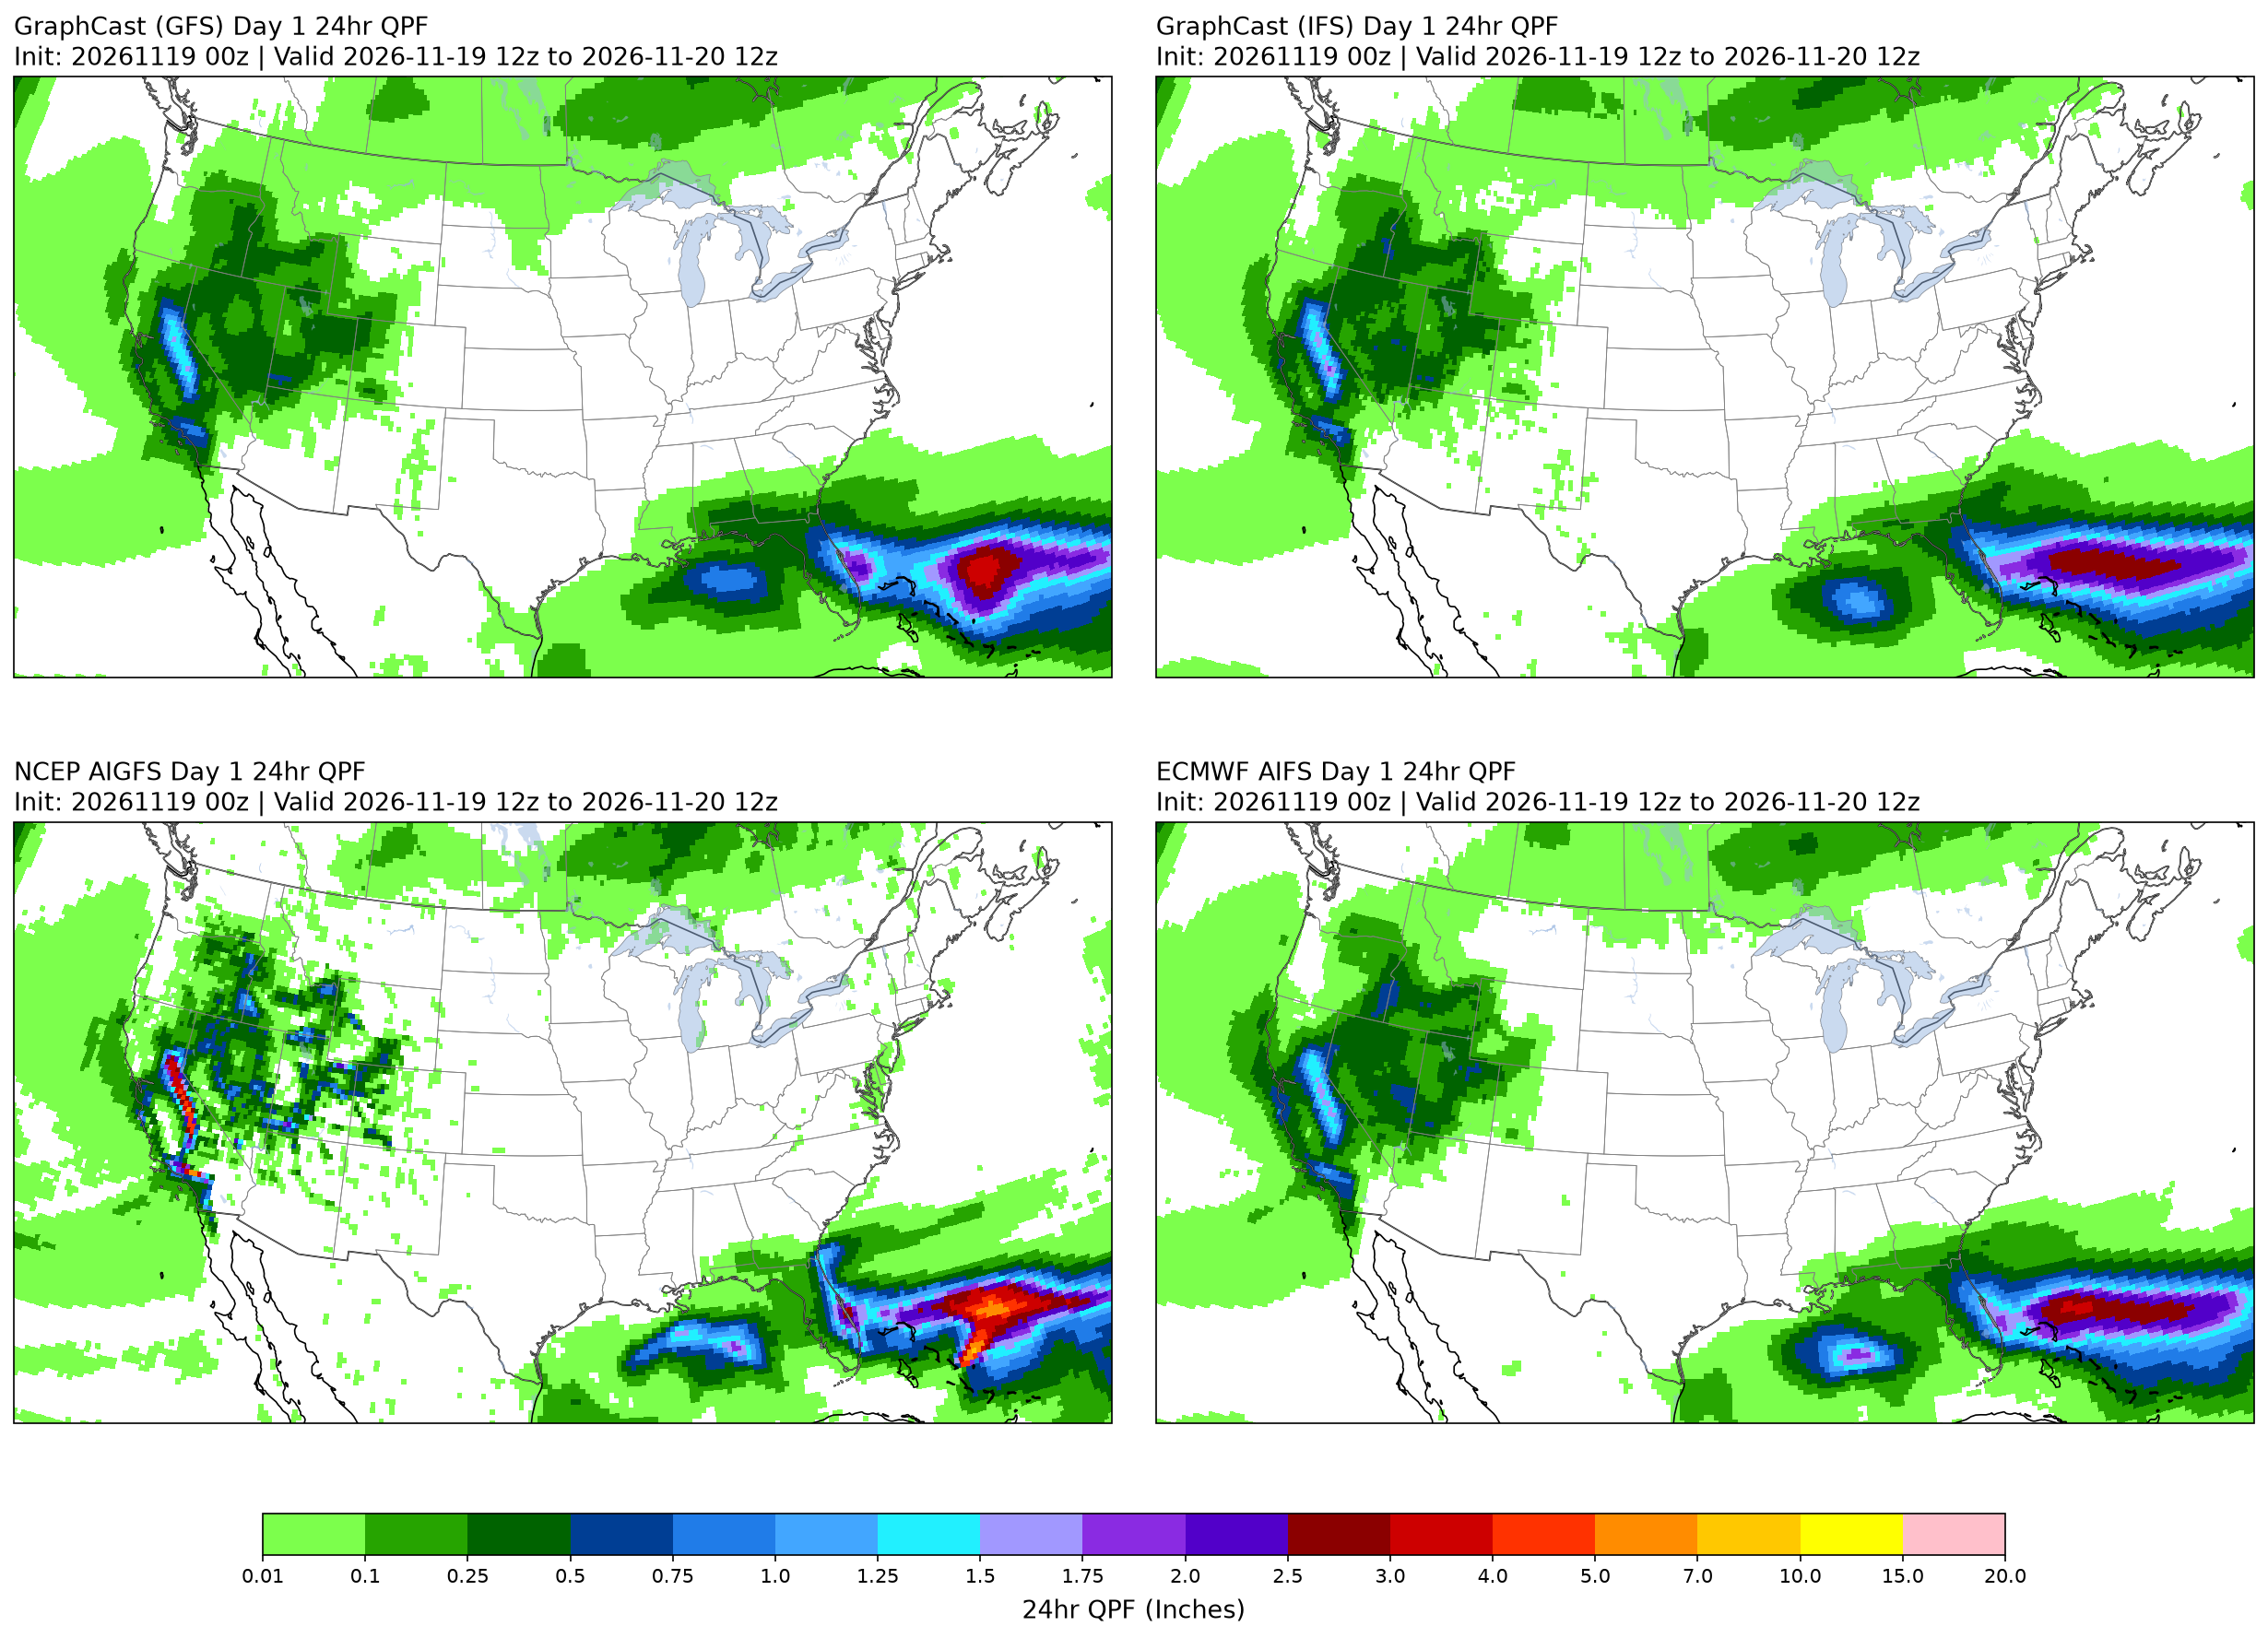 GraphCast (GFS) Day 1 24hr QPF
Init: 20261119 00z | Valid 2026-11-19 12z to 2026-11-20 12z
GraphCast (IFS) Day 1 24hr QPF
Init: 20261119 00z | Valid 2026-11-19 12z to 2026-11-20 12z
NCEP AIGFS Day 1 24hr QPF
Init: 20261119 00z | Valid 2026-11-19 12z to 2026-11-20 12z
ECMWF AIFS Day 1 24hr QPF
Init: 20261119 00z | Valid 2026-11-19 12z to 2026-11-20 12z
0.01 0.1 0.25 0.5 0.75 1.0 1.25 1.5 1.75 2.0 2.5 3.0 4.0 5.0 7.0 10.0 15.0 20.0
24hr QPF (Inches)